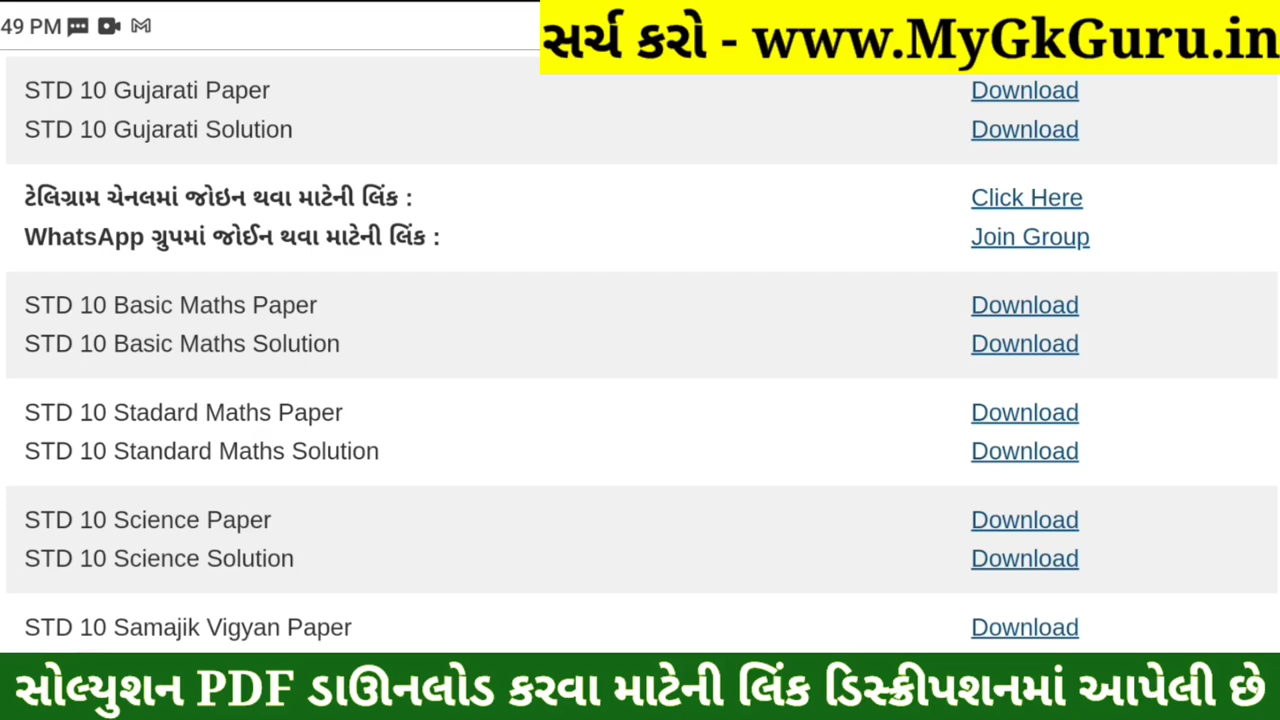 49 PM
સર્ચ કરો - www.MyGkGuru.in
STD 10 Gujarati Paper Download
STD 10 Gujarati Solution Download
ટેલિગ્રામ ચેનલમાં જોઇન થવા માટેની લિંક : Click Here
WhatsApp ગ્રુપમાં જોઈન થવા માટેની લિંક : Join Group
STD 10 Basic Maths Paper Download
STD 10 Basic Maths Solution Download
STD 10 Stadard Maths Paper Download
STD 10 Standard Maths Solution Download
STD 10 Science Paper Download
STD 10 Science Solution Download
STD 10 Samajik Vigyan Paper Download
સોલ્યુશન PDF ડાઊનલોડ કરવા માટેની લિંક ડિસ્ક્રીપશનમાં આપેલી છે